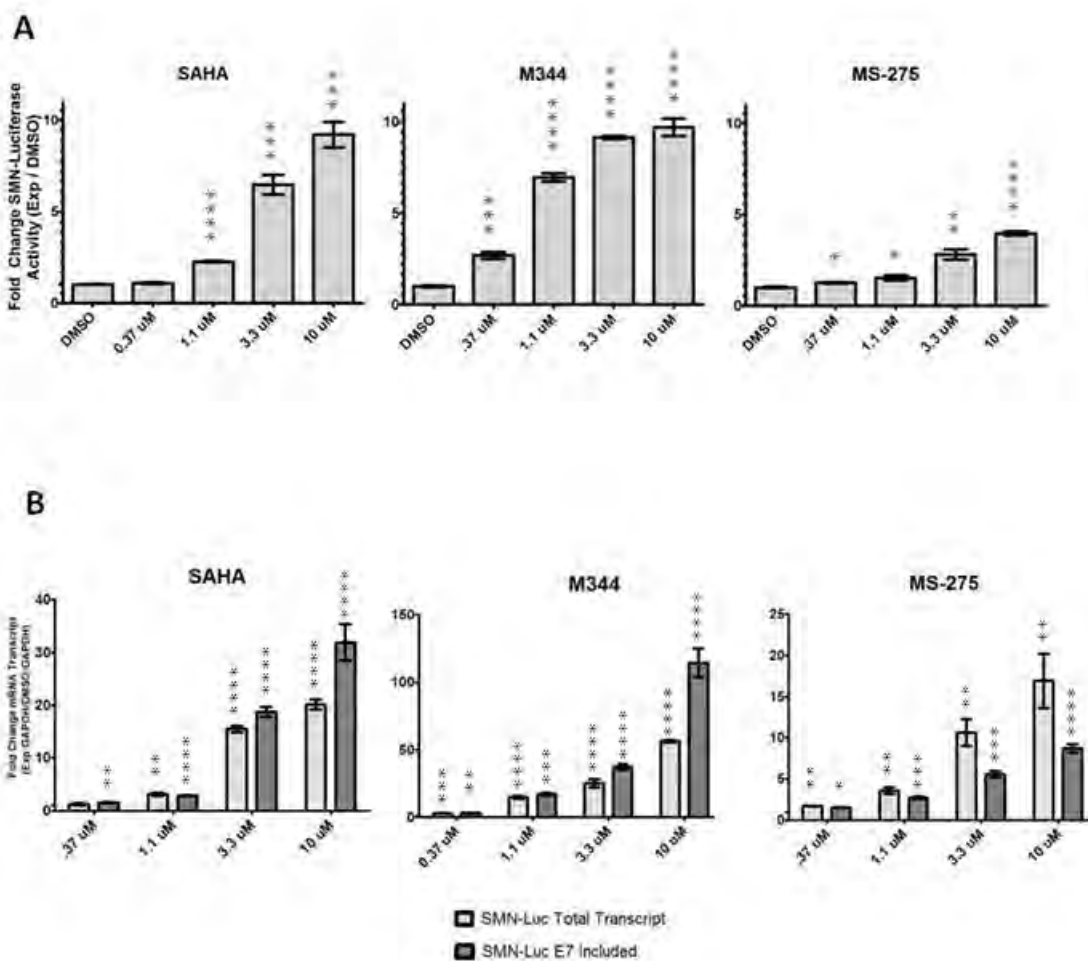 A
SAHA
M344
MS-275
Fold Change SMN-Luciferase
Activity (Exp / DMSO)
10
5
0
DMSO
0.37 uM
1.1 uM
3.3 uM
10 uM
****
***
***
10
5
0
DMSO
.37 uM
1.1 uM
3.3 uM
10 uM
***
****
****
****
10
5
0
DMSO
.37 uM
1.1 uM
3.3 uM
10 uM
*
*
**
****
B
SAHA
M344
MS-275
Fold Change mRNA Transcript
(Exp:GAPDH/DMSO:GAPDH)
40
30
20
10
0
.37 uM
1.1 uM
3.3 uM
10 uM
150
100
50
0
0.37 uM
1.1 uM
3.3 uM
10 uM
25
20
15
10
5
0
.37 uM
1.1 uM
3.3 uM
10 uM
SMN-Luc Total Transcript
SMN-Luc E7 Included